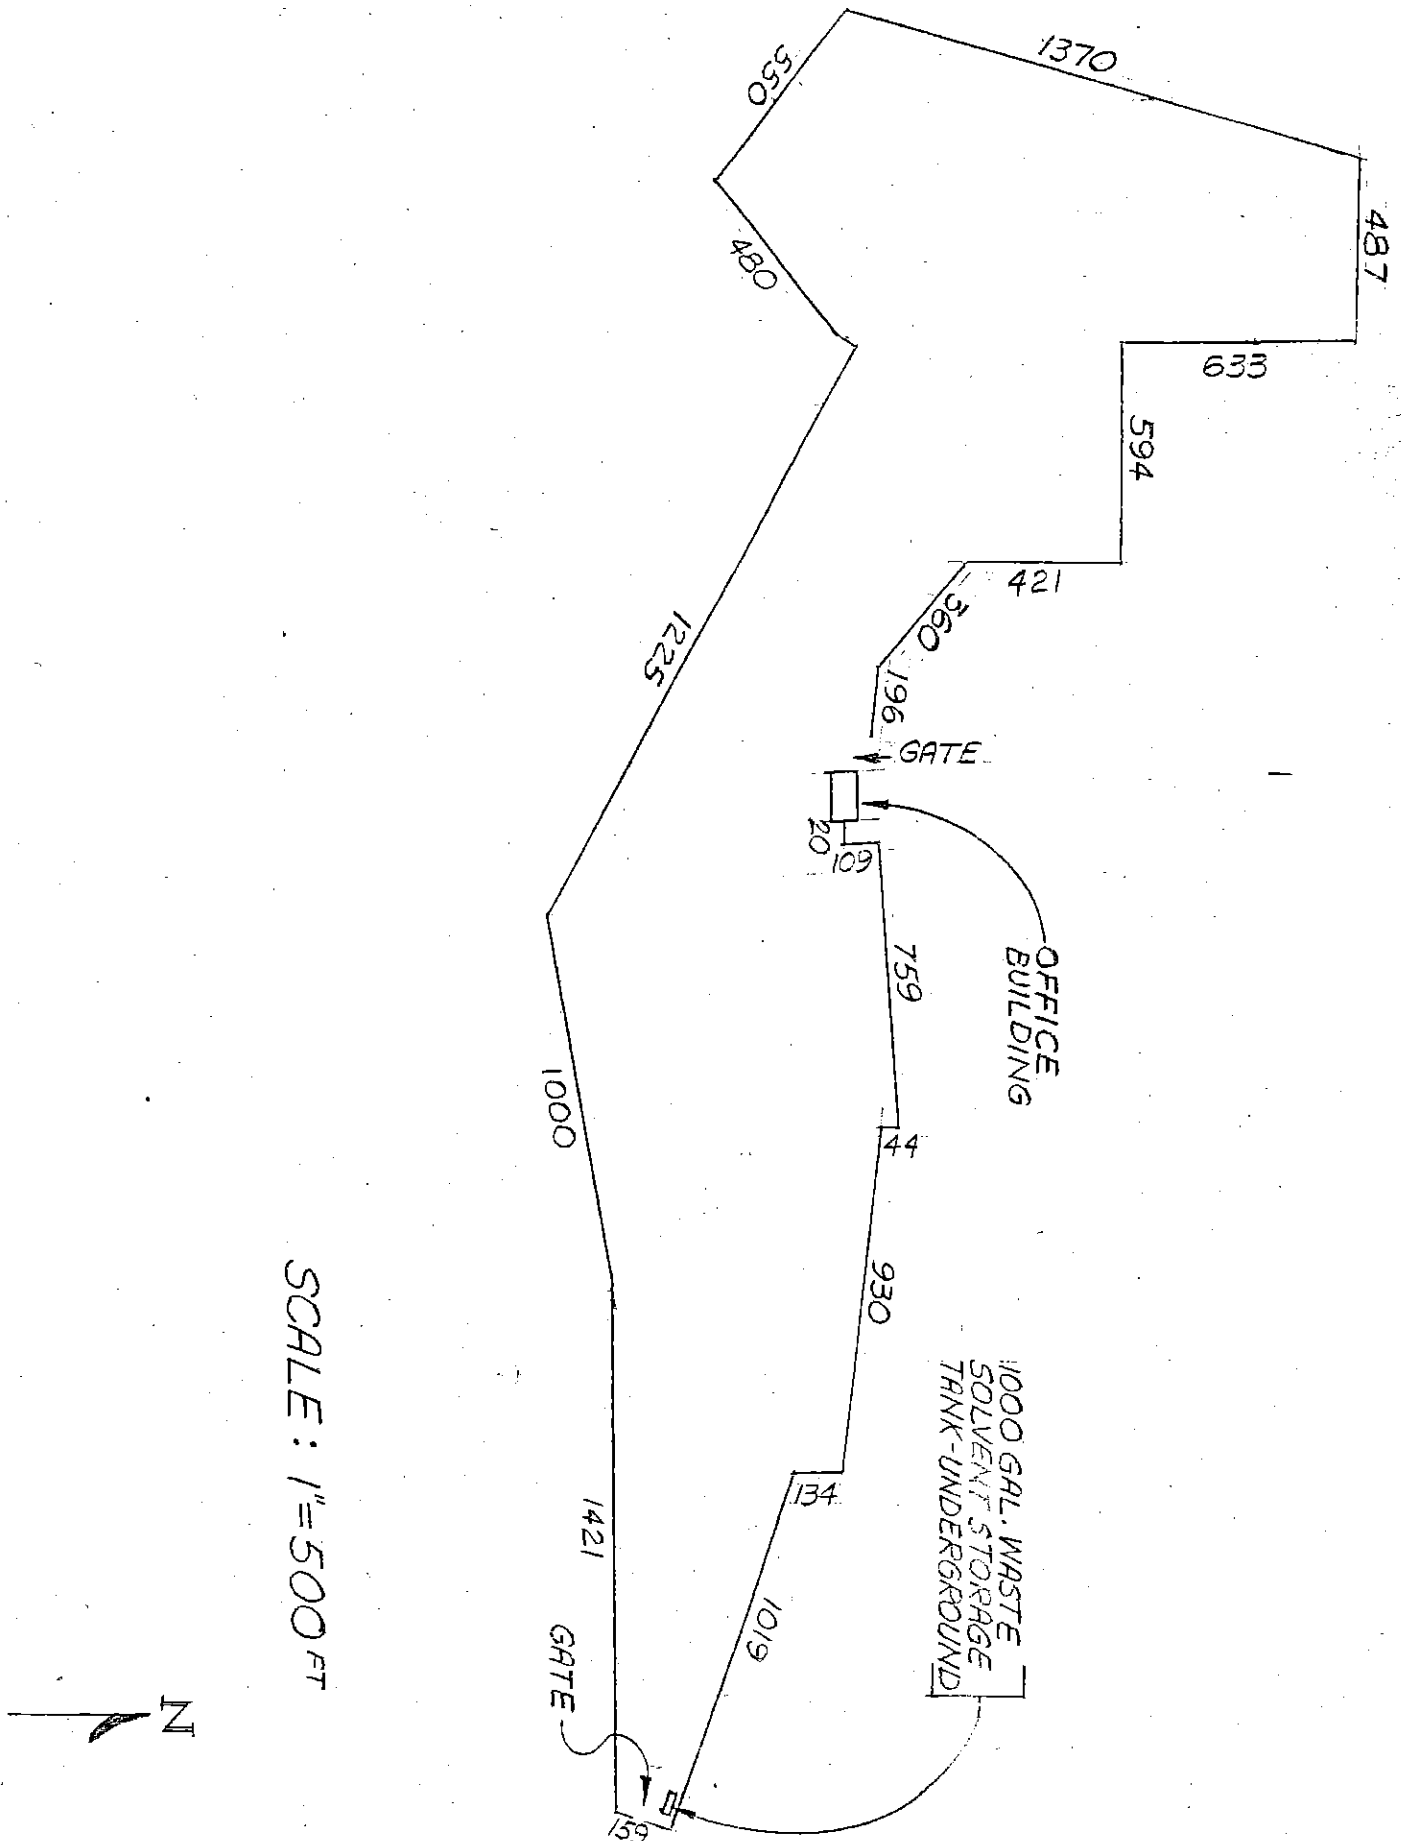 1370
550
487
480
633
594
421
360
196
GATE
20
109
OFFICE
BUILDING
1225
759
44
1000
930
1000 GAL. WASTE
SOLVENT STORAGE
TANK-UNDERGROUND
134
1421
1019
GATE
159
SCALE: 1"=500 FT
N